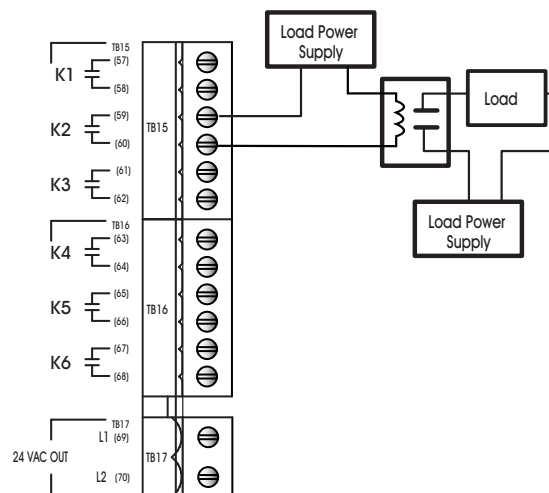 TB15
K1
(57)
(58)
K2
(59)
(60)
K3
(61)
(62)
TB15
TB16
K4
(63)
(64)
K5
(65)
(66)
K6
(67)
(68)
TB16
TB17
L1 (69)
24 VAC OUT
L2 (70)
TB17
Load Power
Supply
Load
Load Power
Supply